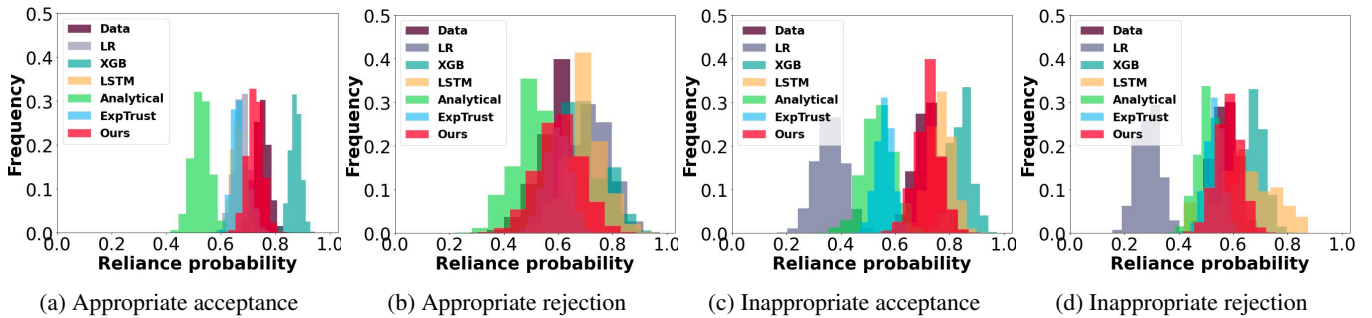 0.5
0.4
0.3
0.2
0.1
0.0
Frequency
Data
LR
XGB
LSTM
Analytical
ExpTrust
Ours
0.0 0.2 0.4 0.6 0.8 1.0
Reliance probability
(a) Appropriate acceptance
0.5
0.4
0.3
0.2
0.1
0.0
Frequency
Data
LR
XGB
LSTM
Analytical
ExpTrust
Ours
0.0 0.2 0.4 0.6 0.8 1.0
Reliance probability
(b) Appropriate rejection
0.5
0.4
0.3
0.2
0.1
0.0
Frequency
Data
LR
XGB
LSTM
Analytical
ExpTrust
Ours
0.0 0.2 0.4 0.6 0.8 1.0
Reliance probability
(c) Inappropriate acceptance
0.5
0.4
0.3
0.2
0.1
0.0
Frequency
Data
LR
XGB
LSTM
Analytical
ExpTrust
Ours
0.0 0.2 0.4 0.6 0.8 1.0
Reliance probability
(d) Inappropriate rejection